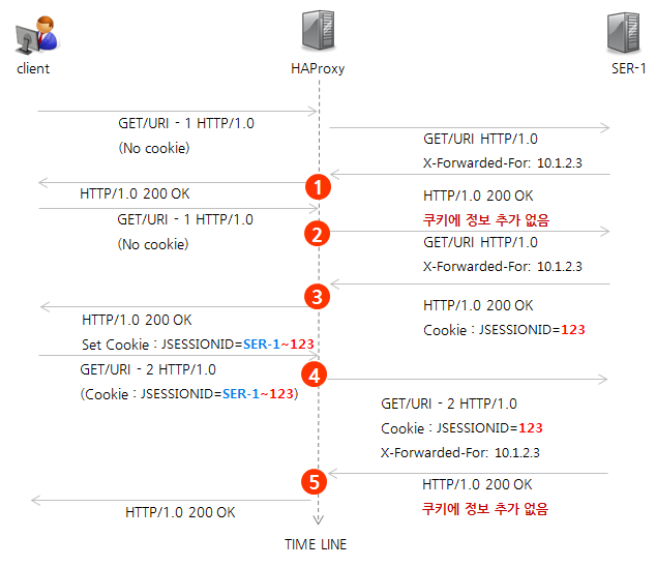 client
HAProxy
SER-1
GET/URI - 1 HTTP/1.0
(No cookie)
GET/URI HTTP/1.0
X-Forwarded-For: 10.1.2.3
1
HTTP/1.0 200 OK
HTTP/1.0 200 OK
쿠키에 정보 추가 없음
GET/URI - 1 HTTP/1.0
(No cookie)
2
GET/URI HTTP/1.0
X-Forwarded-For: 10.1.2.3
3
HTTP/1.0 200 OK
Cookie : JSESSIONID=123
HTTP/1.0 200 OK
Set Cookie : JSESSIONID=SER-1~123
GET/URI - 2 HTTP/1.0
(Cookie : JSESSIONID=SER-1~123)
4
GET/URI - 2 HTTP/1.0
Cookie : JSESSIONID=123
X-Forwarded-For: 10.1.2.3
5
HTTP/1.0 200 OK
쿠키에 정보 추가 없음
HTTP/1.0 200 OK
TIME LINE